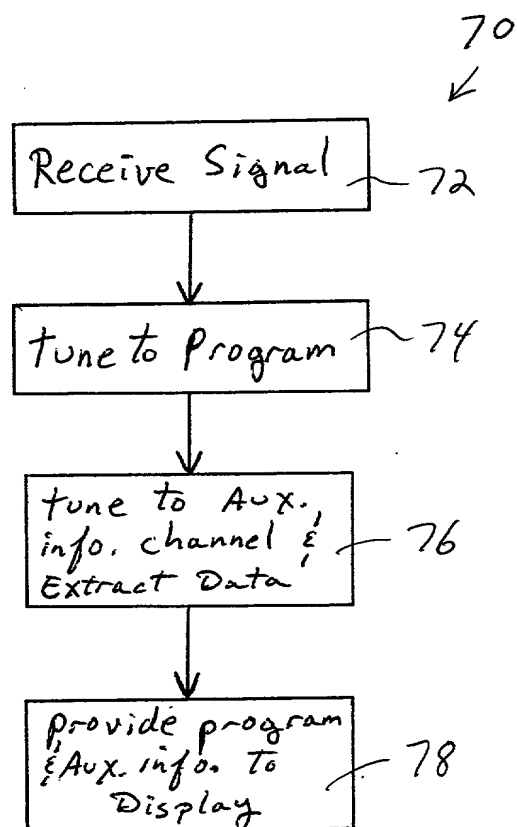 70
Receive Signal
72
tune to Program
74
tune to Aux.
info. channel &
Extract Data
76
provide program
& Aux. info. to
Display
78